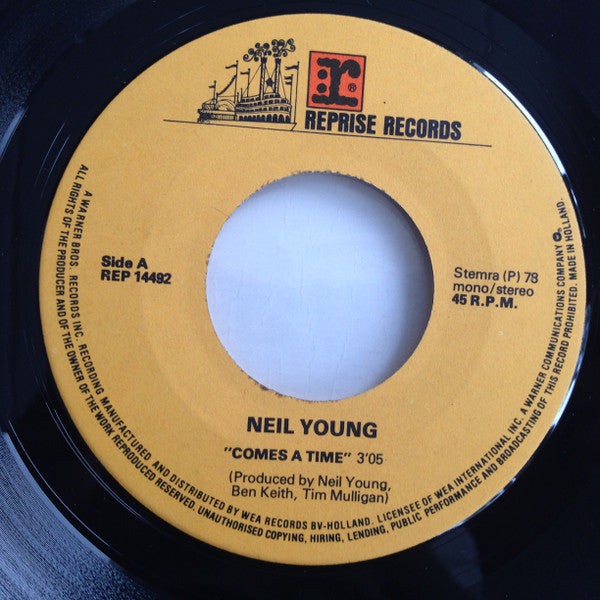 r®
REPRISE RECORDS
Side A
REP 14492
Stemra (P) 78
mono/stereo
45 R.P.M.
NEIL YOUNG
"COMES A TIME" 3'05
(Produced by Neil Young,
Ben Keith, Tim Mulligan)
A WARNER BROS. RECORDS INC. RECORDING MANUFACTURED, AND DISTRIBUTED BY WEA RECORDS BV-HOLLAND. LICENSEE OF WEA INTERNATIONAL INC. A WARNER COMMUNICATIONS COMPANY
ALL RIGHTS OF THE PRODUCER AND OF THE OWNER OF THE WORK REPRODUCED RESERVED. UNAUTHORISED COPYING, HIRING, LENDING, PUBLIC PERFORMANCE AND BROADCASTING OF THIS RECORD PROHIBITED. MADE IN HOLLAND.